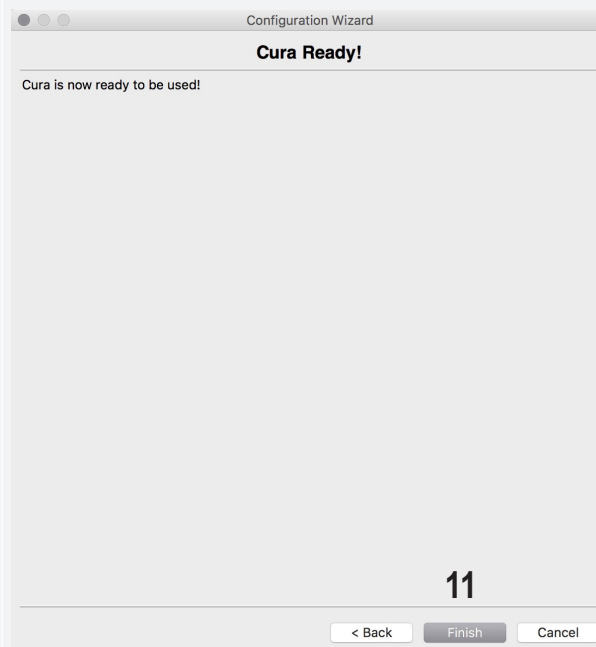 Configuration Wizard
Cura Ready!
Cura is now ready to be used!
11
< Back Finish Cancel